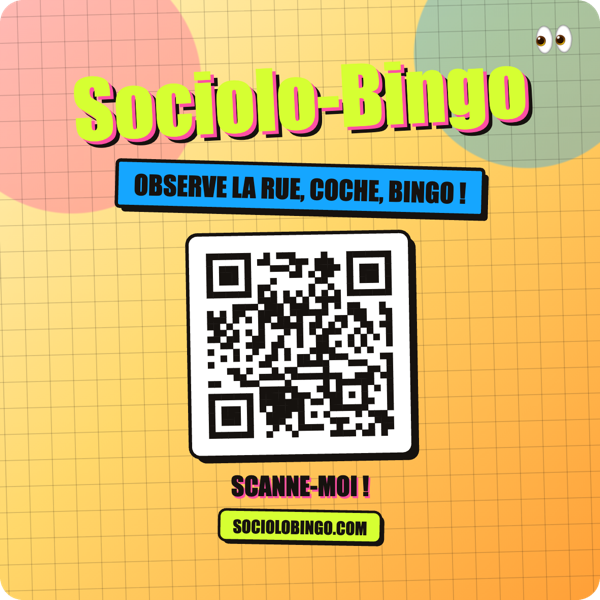 Sociolo-Bingo
OBSERVE LA RUE, COCHE, BINGO !
SCANNE-MOI !
SOCIOLOBINGO.COM